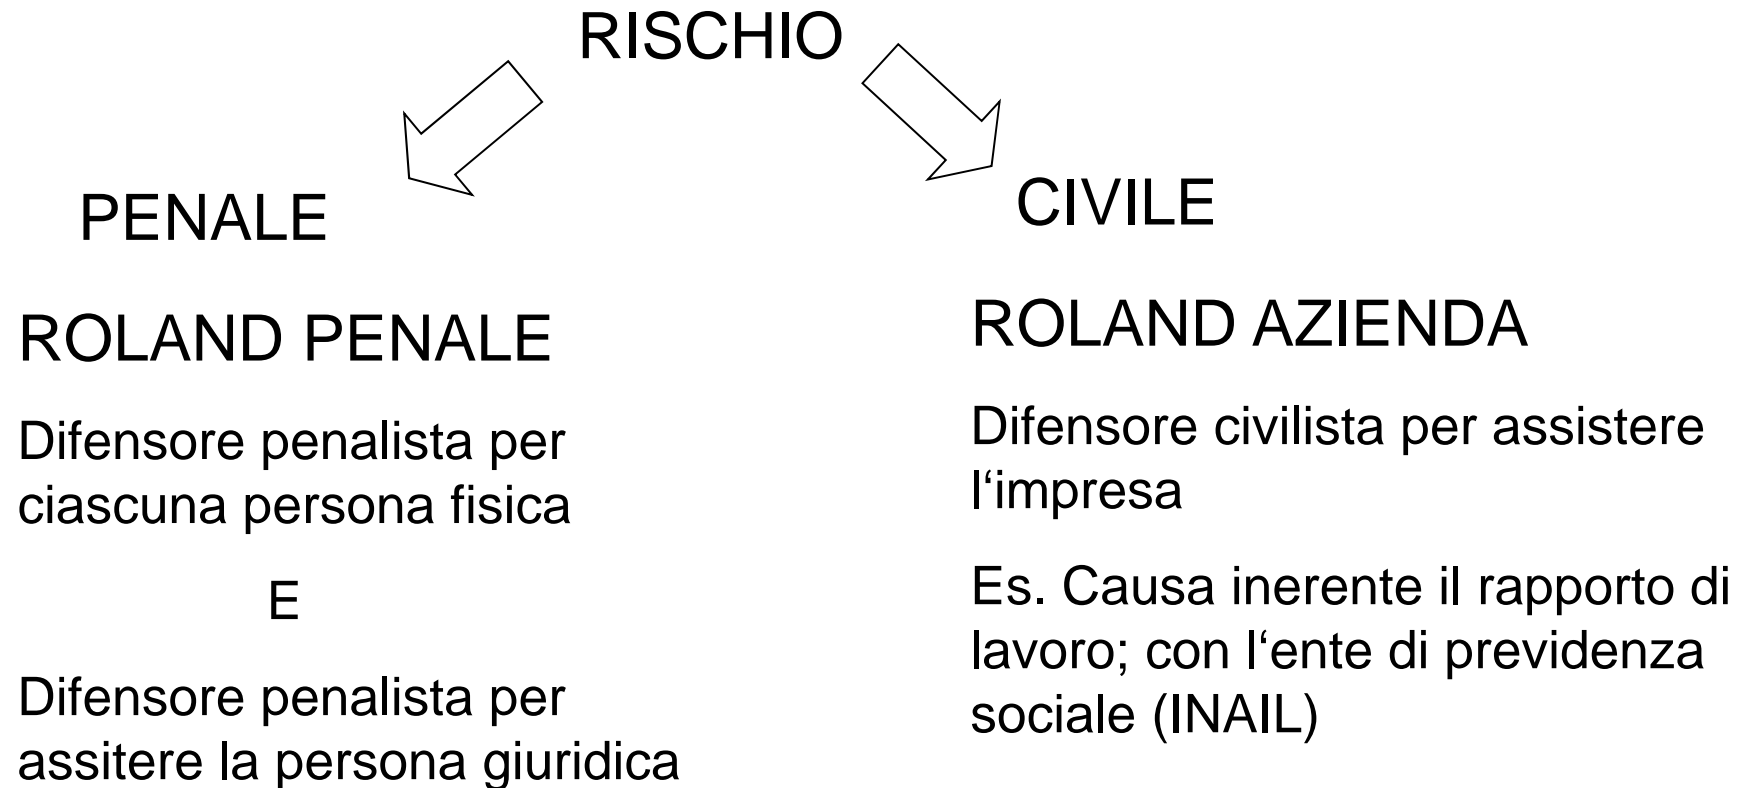 RISCHIO
PENALE
ROLAND PENALE
Difensore penalista per
ciascuna persona fisica
E
Difensore penalista per
assitere la persona giuridica
CIVILE
ROLAND AZIENDA
Difensore civilista per assistere
l‘impresa
Es. Causa inerente il rapporto di
lavoro; con l‘ente di previdenza
sociale (INAIL)